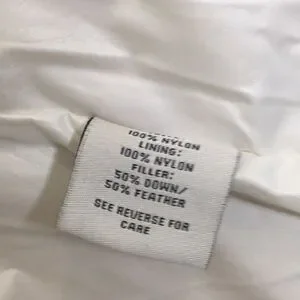 100% NYLON
LINING:
100% NYLON
FILLER:
50% DOWN/
50% FEATHER
SEE REVERSE FOR
CARE